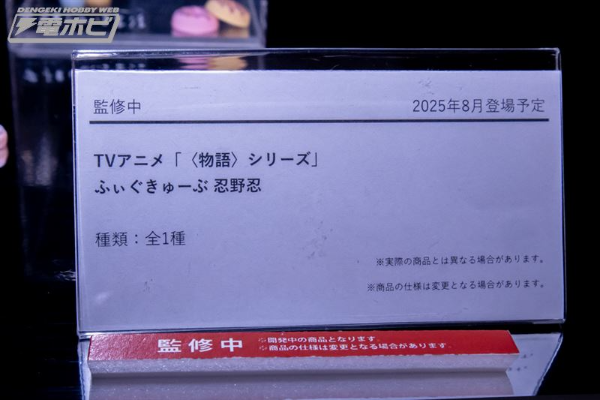 DENGEKI HOBBY WEB
電ホビ
監修中
2025年8月登場予定
TVアニメ「〈物語〉シリーズ」
ふぃぐきゅーぶ 忍野忍
種類：全1種
※実際の商品とは異なる場合があります。
※商品の仕様は変更となる場合があります。
監修中
※開発中の商品となります
※商品の仕様は変更となる場合があります。